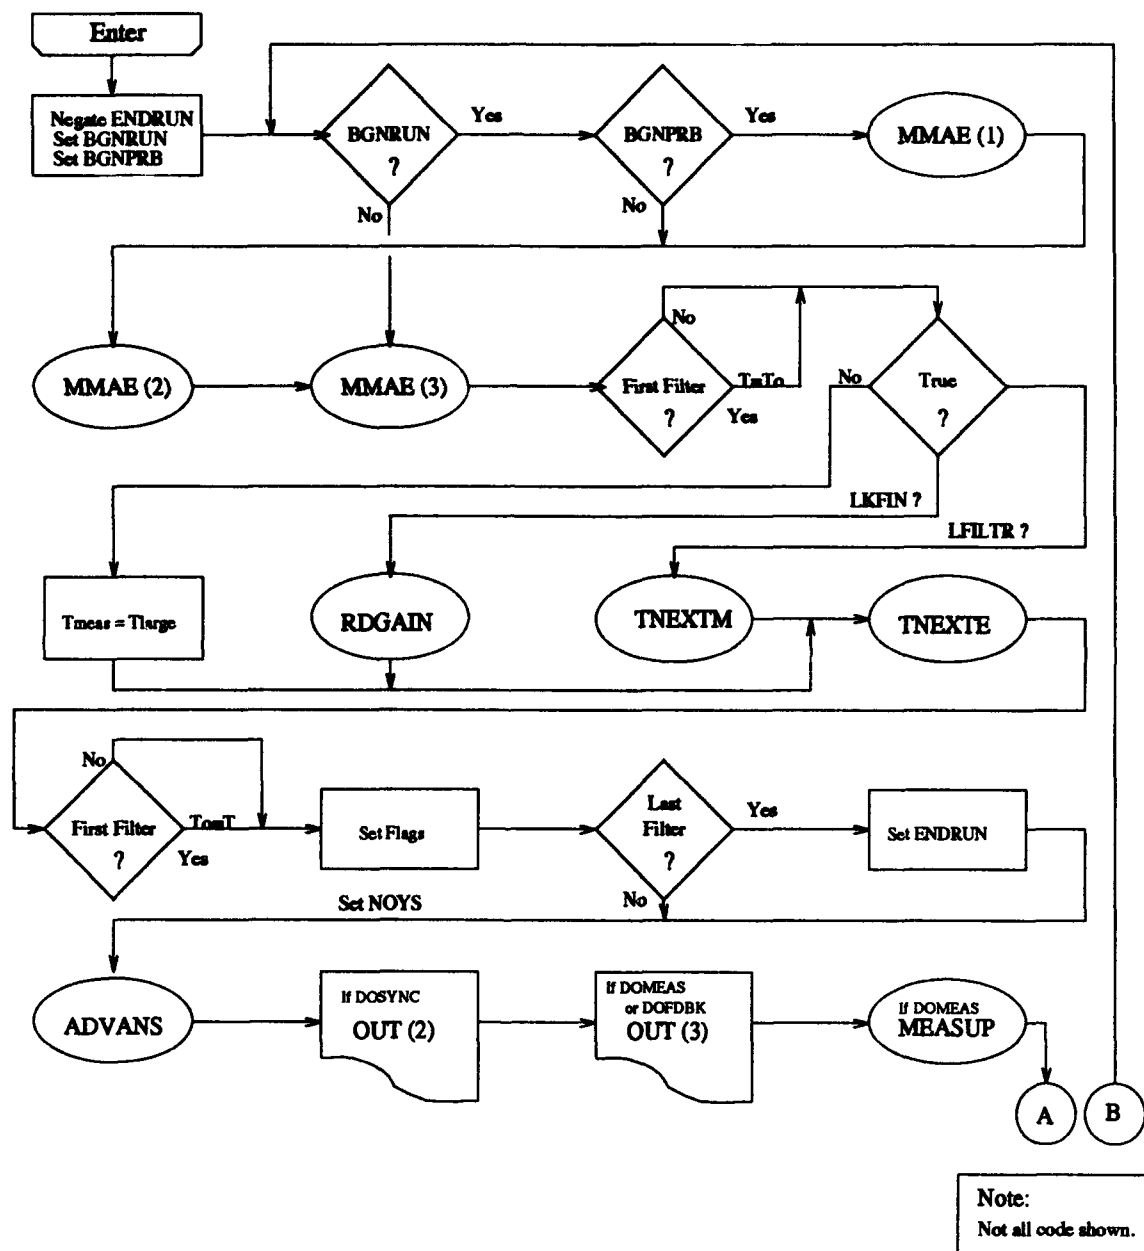 Enter
Negate ENDRUN
Set BGNRUN
Set BGNPRB
BGNRUN
?
Yes
No
BGNPRB
?
Yes
No
MMAE (1)
MMAE (2)
MMAE (3)
First Filter
?
No
TmTo
Yes
True
?
No
LKFIN ?
LFILTR ?
Tmeas = Tlarge
RDGAIN
TNEXTM
TNEXTE
First Filter
?
No
TomT
Yes
Set Flags
Last
Filter
?
Yes
No
Set ENDRUN
Set NOYS
ADVANS
If DOSYNC
OUT (2)
If DOMEAS
or DOFDBK
OUT (3)
If DOMEAS
MEASUP
A
B
Note:
Not all code shown.